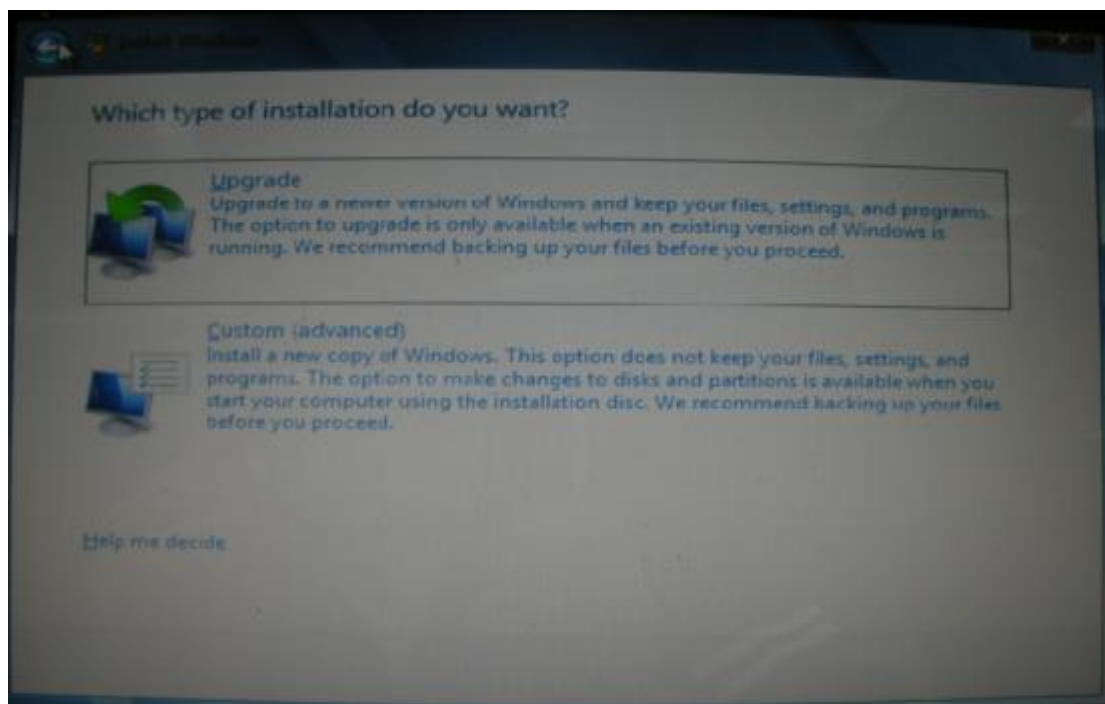 Install Windows
Which type of installation do you want?
Upgrade
Upgrade to a newer version of Windows and keep your files, settings, and programs.
The option to upgrade is only available when an existing version of Windows is
running. We recommend backing up your files before you proceed.
Custom (advanced)
Install a new copy of Windows. This option does not keep your files, settings, and
programs. The option to make changes to disks and partitions is available when you
start your computer using the installation disc. We recommend backing up your files
before you proceed.
Help me decide